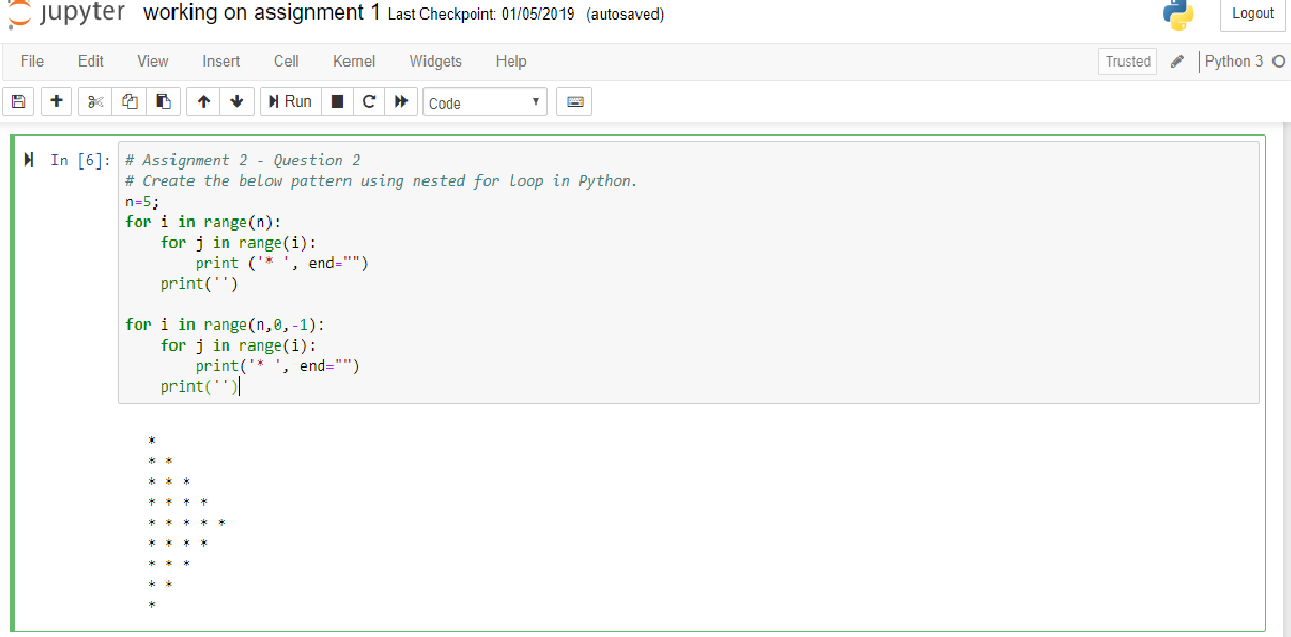 jupyter working on assignment 1 Last Checkpoint: 01/05/2019 (autosaved) Logout
File Edit View Insert Cell Kernel Widgets Help Trusted Python 3
Run Code
In [6]: # Assignment 2 - Question 2
# Create the below pattern using nested for loop in Python.
n=5;
for i in range(n):
    for j in range(i):
        print ('* ', end="")
    print('')
for i in range(n,0,-1):
    for j in range(i):
        print('* ', end="")
    print('')
*
* *
* * *
* * * *
* * * * *
* * * *
* * *
* *
*